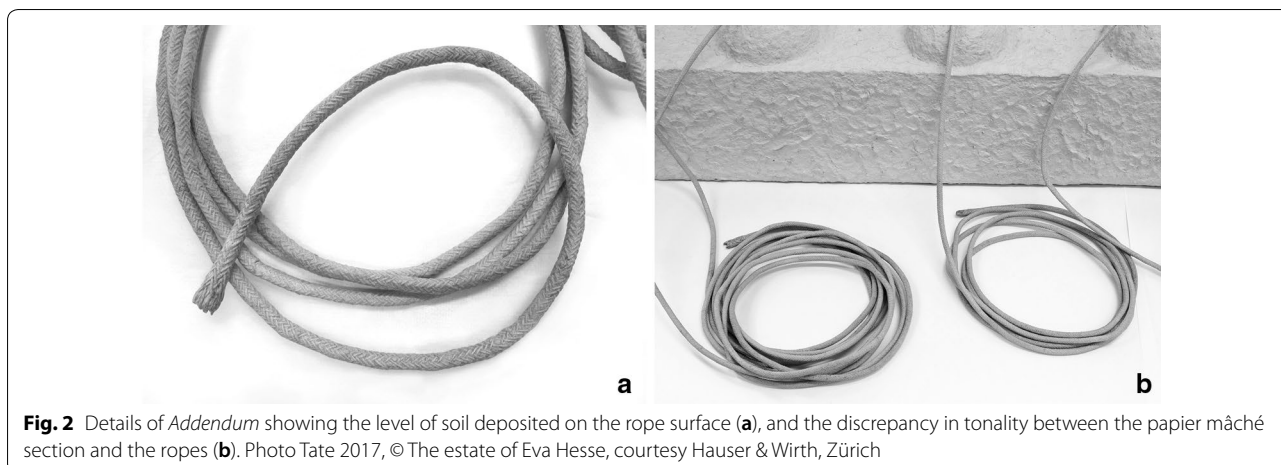 a
b
Fig. 2 Details of Addendum showing the level of soil deposited on the rope surface (a), and the discrepancy in tonality between the papier mâché
section and the ropes (b). Photo Tate 2017, © The estate of Eva Hesse, courtesy Hauser & Wirth, Zürich